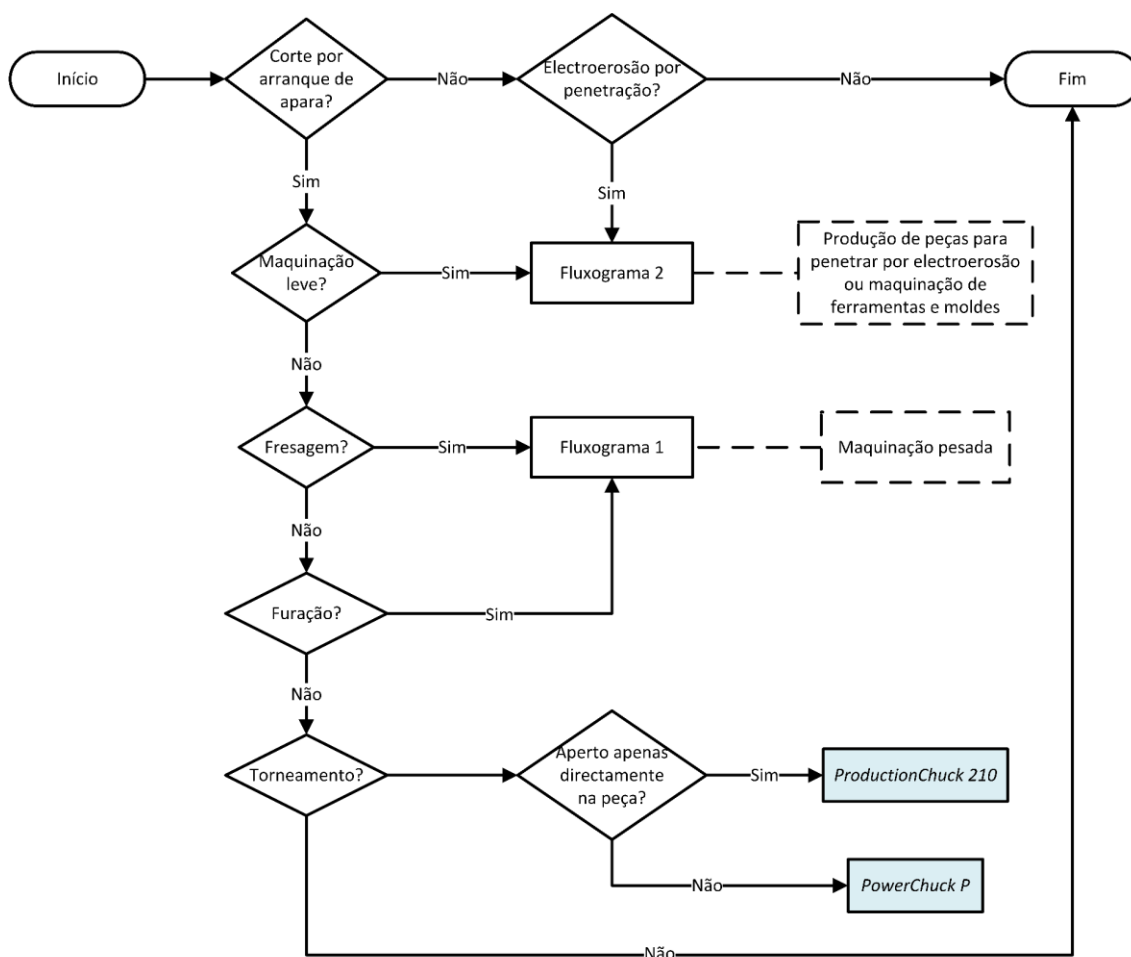 Início
Corte por
arranque de
apara?
Não
Electroerosão por
penetração?
Não
Fim
Sim
Sim
Maquinação
leve?
Sim
Fluxograma 2
Produção de peças para
penetrar por electroerosão
ou maquinação de
ferramentas e moldes
Não
Fresagem?
Sim
Fluxograma 1
Maquinação pesada
Não
Furação?
Sim
Não
Torneamento?
Aperto apenas
directamente
na peça?
Sim
ProductionChuck 210
Não
PowerChuck P
Não